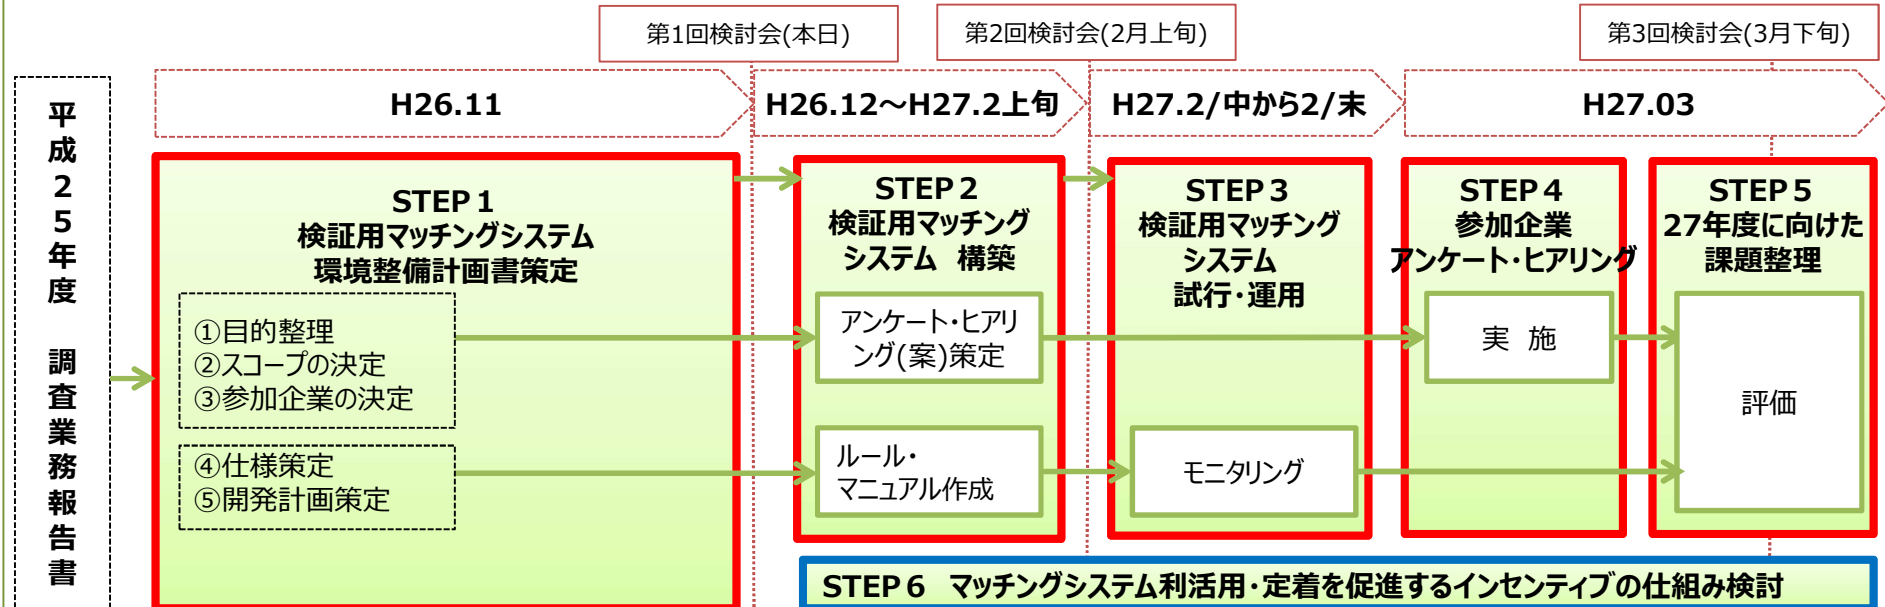 第1回検討会(本日)
第2回検討会(2月上旬)
第3回検討会(3月下旬)
H26.11
H26.12～H27.2上旬
H27.2/中から2/末
H27.03
平成２５年度　調査業務報告書
STEP１
検証用マッチングシステム
環境整備計画書策定
①目的整理
②スコープの決定
③参加企業の決定
④仕様策定
⑤開発計画策定
STEP２
検証用マッチング
システム　構築
アンケート・ヒアリ
ング(案)策定
ルール・
マニュアル作成
STEP３
検証用マッチング
システム
試行・運用
モニタリング
STEP４
参加企業
アンケート・ヒアリング
実　施
STEP５
27年度に向けた
課題整理
評価
STEP６　マッチングシステム利活用・定着を促進するインセンティブの仕組み検討